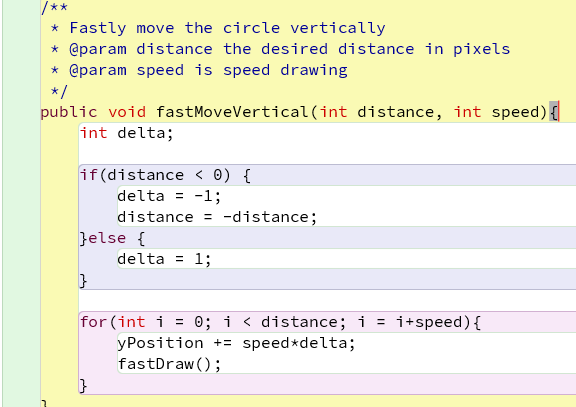 /**
 * Fastly move the circle vertically
 * @param distance the desired distance in pixels
 * @param speed is speed drawing
 */
public void fastMoveVertical(int distance, int speed){
    int delta;

    if(distance < 0) {
        delta = -1;
        distance = -distance;
    }else {
        delta = 1;
    }

    for(int i = 0; i < distance; i = i+speed){
        yPosition += speed*delta;
        fastDraw();
    }
}